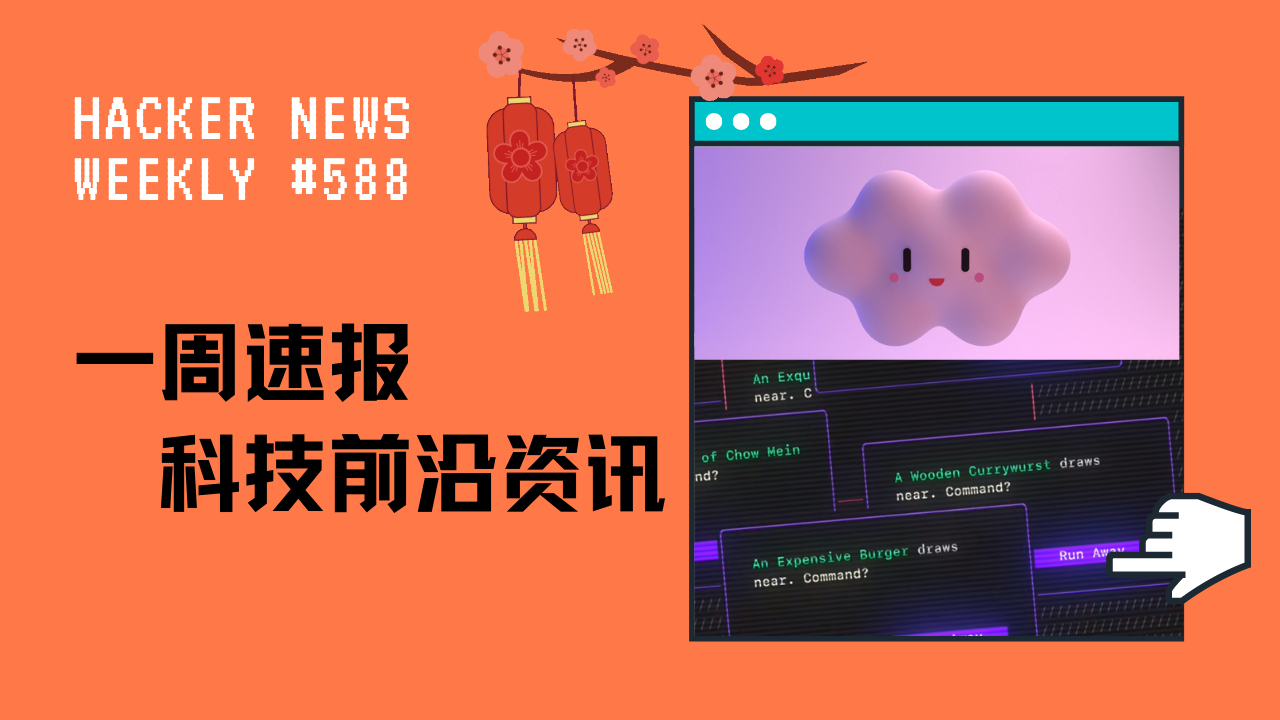 HACKER NEWS
WEEKLY #588
一周速报
科技前沿资讯
An Exqu
near. C
of Chow Mein
nd?
A Wooden Currywurst draws
near. Command?
An Expensive Burger draws
near. Command?
Run Away